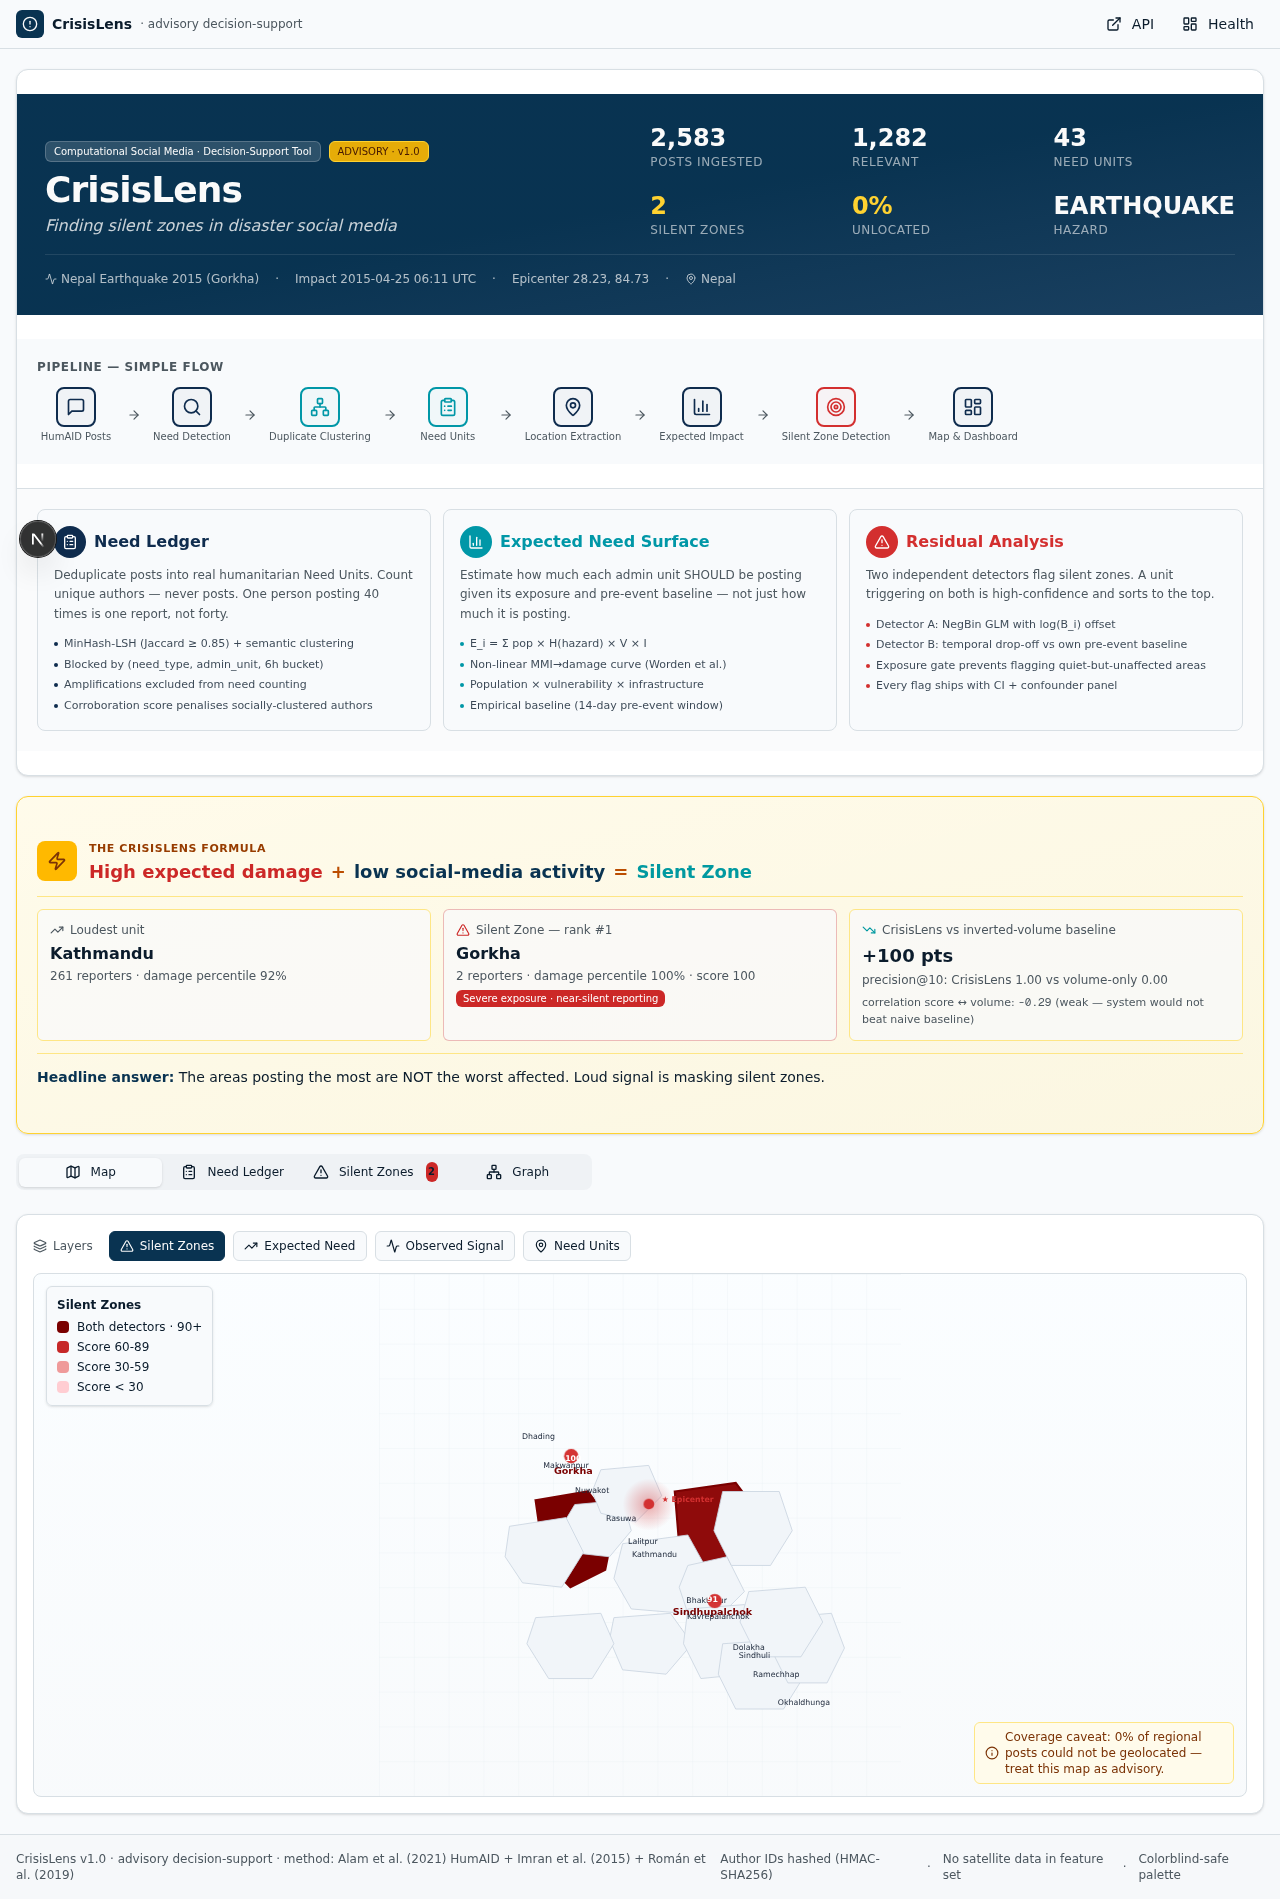 CrisisLens · advisory decision-support
API
Health
Computational Social Media · Decision-Support Tool
ADVISORY · v1.0
CrisisLens
Finding silent zones in disaster social media
2,583
POSTS INGESTED
1,282
RELEVANT
43
NEED UNITS
2
SILENT ZONES
0%
UNLOCATED
EARTHQUAKE
HAZARD
Nepal Earthquake 2015 (Gorkha) · Impact 2015-04-25 06:11 UTC · Epicenter 28.23, 84.73 · Nepal
PIPELINE — SIMPLE FLOW
HumAID Posts
Need Detection
Duplicate Clustering
Need Units
Location Extraction
Expected Impact
Silent Zone Detection
Map & Dashboard
N
Need Ledger
Deduplicate posts into real humanitarian Need Units. Count
unique authors — never posts. One person posting 40
times is one report, not forty.
• MinHash-LSH (Jaccard ≥ 0.85) + semantic clustering
• Blocked by (need_type, admin_unit, 6h bucket)
• Amplifications excluded from need counting
• Corroboration score penalises socially-clustered authors
Expected Need Surface
Estimate how much each admin unit SHOULD be posting
given its exposure and pre-event baseline — not just how
much it is posting.
• E_i = Σ pop × H(hazard) × V × I
• Non-linear MMI→damage curve (Worden et al.)
• Population × vulnerability × infrastructure
• Empirical baseline (14-day pre-event window)
Residual Analysis
Two independent detectors flag silent zones. A unit
triggering on both is high-confidence and sorts to the top.
• Detector A: NegBin GLM with log(B_i) offset
• Detector B: temporal drop-off vs own pre-event baseline
• Exposure gate prevents flagging quiet-but-unaffected areas
• Every flag ships with CI + confounder panel
THE CRISISLENS FORMULA
High expected damage + low social-media activity = Silent Zone
Loudest unit
Kathmandu
261 reporters · damage percentile 92%
Silent Zone — rank #1
Gorkha
2 reporters · damage percentile 100% · score 100
Severe exposure · near-silent reporting
CrisisLens vs inverted-volume baseline
+100 pts
precision@10: CrisisLens 1.00 vs volume-only 0.00
correlation score ↔ volume: -0.29 (weak — system would not
beat naive baseline)
Headline answer: The areas posting the most are NOT the worst affected. Loud signal is masking silent zones.
Map
Need Ledger
Silent Zones 2
Graph
Layers
Silent Zones
Expected Need
Observed Signal
Need Units
Silent Zones
Both detectors · 90+
Score 60-89
Score 30-59
Score < 30
Dhading
Makwanpur
Gorkha
Nuwakot
★ Epicenter
Rasuwa
Lalitpur
Kathmandu
91
Sindhupalchok
Kavrepalanchok
Dolakha
Sindhuli
Ramechhap
Okhaldhunga
Coverage caveat: 0% of regional
posts could not be geolocated —
treat this map as advisory.
CrisisLens v1.0 · advisory decision-support · method: Alam et al. (2021) HumAID + Imran et al. (2015) + Román et
al. (2019)
Author IDs hashed (HMAC-
SHA256)
·
No satellite data in feature
set
·
Colorblind-safe
palette